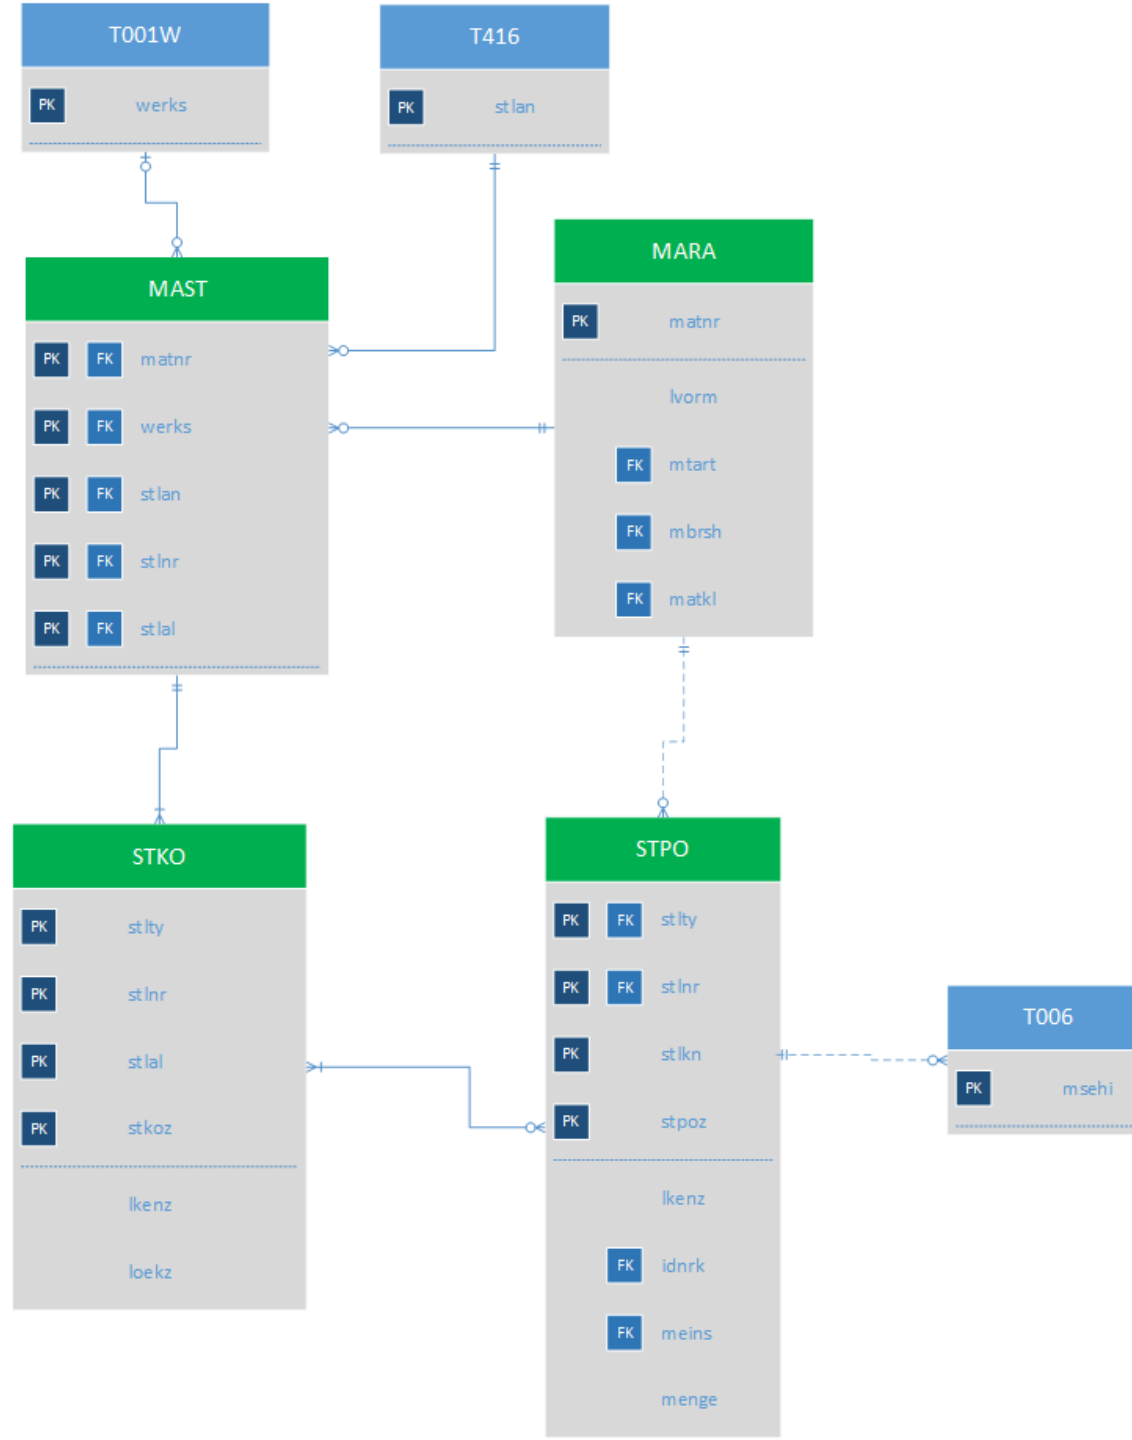 T001W
PK werks
T416
PK stlan
MAST
PK FK matnr
PK FK werks
PK FK stlan
PK FK stlnr
PK FK stlal
MARA
PK matnr
lvorm
FK mtart
FK mbrsh
FK matkl
STKO
PK stlty
PK stlnr
PK stlal
PK stkoz
lkenz
loekz
STPO
PK FK stlty
PK FK stlnr
PK stlkn
PK stpoz
lkenz
FK idnrk
FK meins
menge
T006
PK msehi